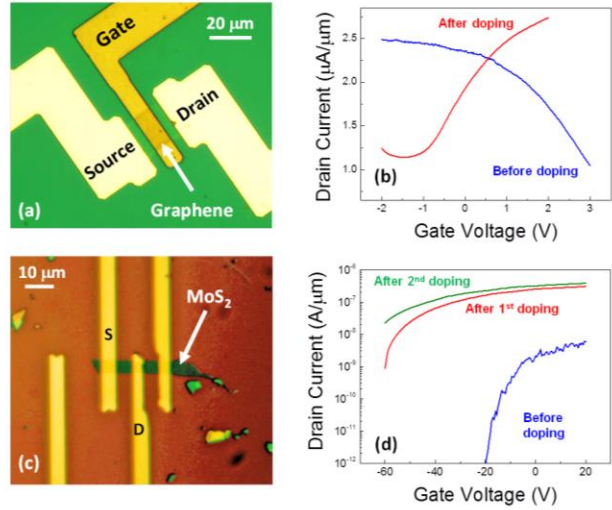 Gate
20 μm
Drain
Source
Graphene
(a)
Drain Current (μA/μm)
2.5
2.0
1.5
1.0
After doping
Before doping
(b)
-2 -1 0 1 2 3
Gate Voltage (V)
10 μm
MoS₂
S
D
(c)
Drain Current (A/μm)
10⁻⁶
10⁻⁷
10⁻⁸
10⁻⁹
10⁻¹⁰
10⁻¹¹
10⁻¹²
After 2ⁿᵈ doping
After 1ˢᵗ doping
Before
doping
(d)
-60 -40 -20 0 20
Gate Voltage (V)